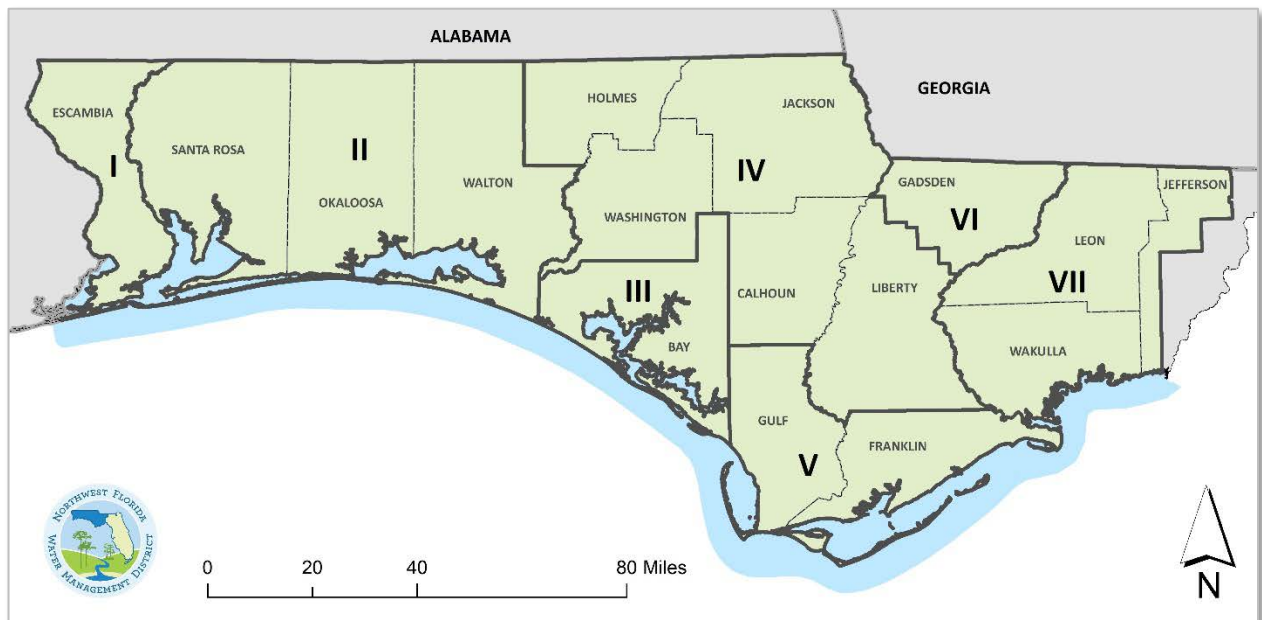 ALABAMA
GEORGIA
ESCAMBIA
I
SANTA ROSA
II
OKALOOSA
WALTON
HOLMES
JACKSON
WASHINGTON
IV
GADSDEN
JEFFERSON
VI
LEON
III
CALHOUN
LIBERTY
VII
BAY
WAKULLA
GULF
FRANKLIN
V
NORTHWEST FLORIDA
WATER MANAGEMENT DISTRICT
0 20 40 80 Miles
N